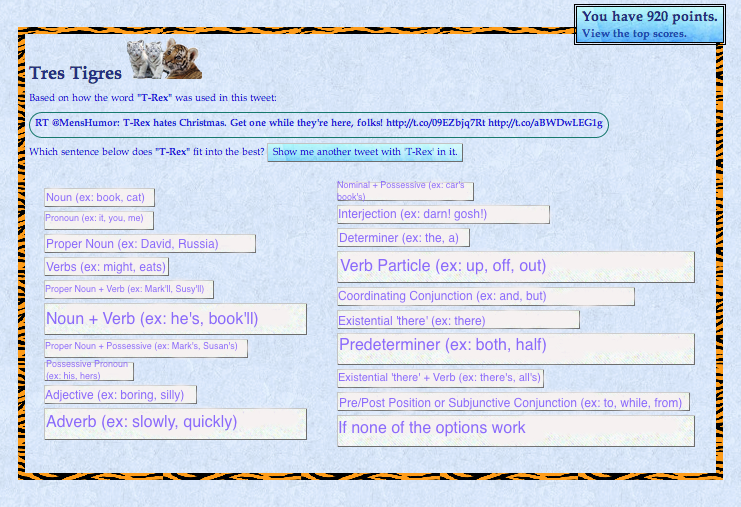 You have 920 points.
View the top scores.
Tres Tigres
Based on how the word "T-Rex" was used in this tweet:
RT @MensHumor: T-Rex hates Christmas. Get one while they're here, folks! http://t.co/09EZbjq7Rt http://t.co/aBWDwLEG1g
Which sentence below does "T-Rex" fit into the best? Show me another tweet with 'T-Rex' in it.
Noun (ex: book, cat)
Pronoun (ex: it, you, me)
Proper Noun (ex: David, Russia)
Verbs (ex: might, eats)
Proper Noun + Verb (ex: Mark'll, Susy'll)
Noun + Verb (ex: he's, book'll)
Proper Noun + Possessive (ex: Mark's, Susan's)
Possessive Pronoun
(ex: his, hers)
Adjective (ex: boring, silly)
Adverb (ex: slowly, quickly)
Nominal + Possessive (ex: car's
book's)
Interjection (ex: darn! gosh!)
Determiner (ex: the, a)
Verb Particle (ex: up, off, out)
Coordinating Conjunction (ex: and, but)
Existential 'there' (ex: there)
Predeterminer (ex: both, half)
Existential 'there' + Verb (ex: there's, all's)
Pre/Post Position or Subjunctive Conjunction (ex: to, while, from)
If none of the options work